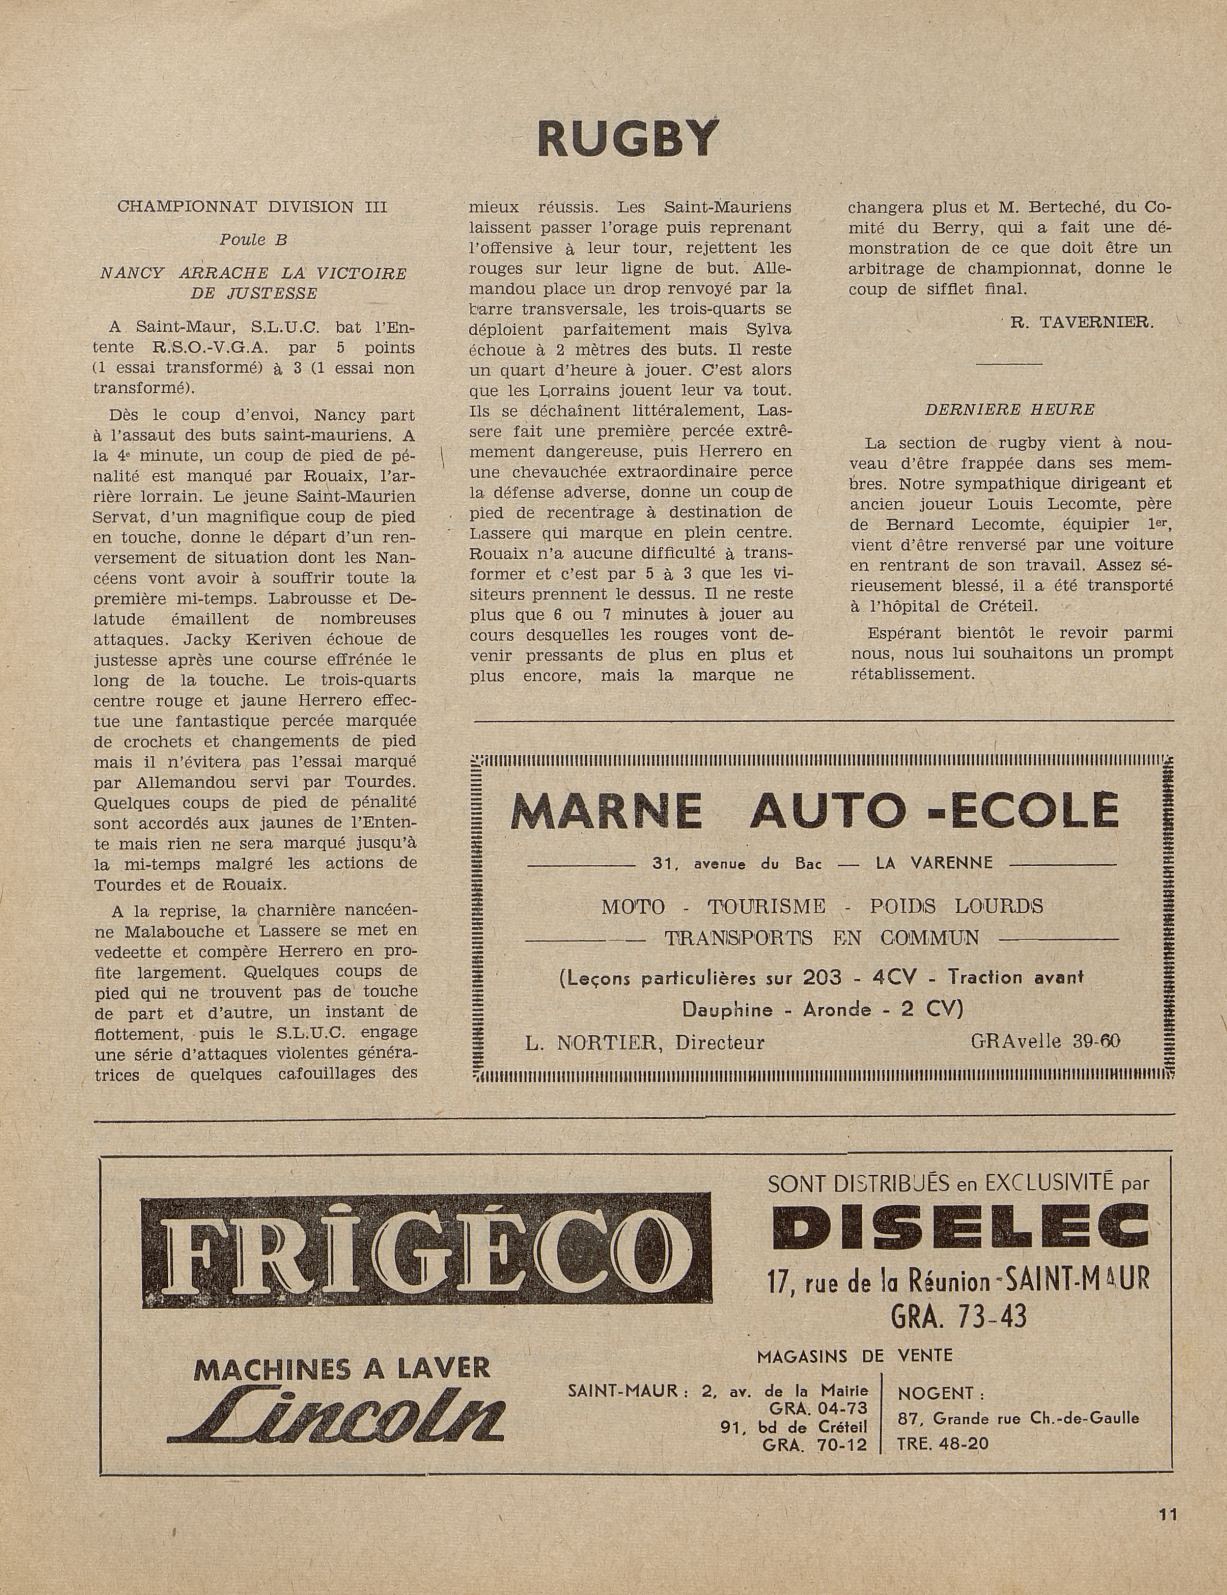 RUGBY
CHAMPIONNAT DIVISION III
Poule B
NANCY ARRACHE LA VICTOIRE
DE JUSTESSE
A Saint-Maur, S.L.U.C. bat l'En-
tente R.S.O.-V.G.A. par 5 points
(1 essai transformé) à 3 (1 essai non
transformé).
Dès le coup d'envoi, Nancy part
à l'assaut des buts saint-mauriens. A
la 4e minute, un coup de pied de pé-
nalité est manqué par Rouaix, l'ar-
rière lorrain. Le jeune Saint-Maurien
Servat, d'un magnifique coup de pied
en touche, donne le départ d'un ren-
versement de situation dont les Nan-
céens vont avoir à souffrir toute la
première mi-temps. Labrousse et De-
latude émaillent de nombreuses
attaques. Jacky Keriven échoue de
justesse après une course effrénée le
long de la touche. Le trois-quarts
centre rouge et jaune Herrero effec-
tue une fantastique percée marquée
de crochets et changements de pied
mais il n'évitera pas l'essai marqué
par Allemandou servi par Tourdes.
Quelques coups de pied de pénalité
sont accordés aux jaunes de l'Enten-
te mais rien ne sera marqué jusqu'à
la mi-temps malgré les actions de
Tourdes et de Rouaix.
A la reprise, la charnière nancéen-
ne Malabouche et Lassere se met en
vedeette et compère Herrero en pro-
fite largement. Quelques coups de
pied qui ne trouvent pas de touche
de part et d'autre, un instant de
flottement, puis le S.L.U.C. engage
une série d'attaques violentes généra-
trices de quelques cafouillages des
mieux réussis. Les Saint-Mauriens
laissent passer l'orage puis reprenant
l'offensive à leur tour, rejettent les
rouges sur leur ligne de but. Alle-
mandou place un drop renvoyé par la
barre transversale, les trois-quarts se
déploient parfaitement mais Sylva
échoue à 2 mètres des buts. Il reste
un quart d'heure à jouer. C'est alors
que les Lorrains jouent leur va tout.
Ils se déchaînent littéralement, Las-
sere fait une première percée extrê-
mement dangereuse, puis Herrero en
une chevauchée extraordinaire perce
la défense adverse, donne un coup de
pied de recentrage à destination de
Lassere qui marque en plein centre.
Rouaix n'a aucune difficulté à trans-
former et c'est par 5 à 3 que les vi-
siteurs prennent le dessus. Il ne reste
plus que 6 ou 7 minutes à jouer au
cours desquelles les rouges vont de-
venir pressants de plus en plus et
plus encore, mais la marque ne
changera plus et M. Berteché, du Co-
mité du Berry, qui a fait une dé-
monstration de ce que doit être un
arbitrage de championnat, donne le
coup de sifflet final.
R. TAVERNIER.
DERNIERE HEURE
La section de rugby vient à nou-
veau d'être frappée dans ses mem-
bres. Notre sympathique dirigeant et
ancien joueur Louis Lecomte, père
de Bernard Lecomte, équipier 1er,
vient d'être renversé par une voiture
en rentrant de son travail. Assez sé-
rieusement blessé, il a été transporté
à l'hôpital de Créteil.
Espérant bientôt le revoir parmi
nous, nous lui souhaitons un prompt
rétablissement.
MARNE AUTO-ECOLE
31, avenue du Bac — LA VARENNE
MOTO - TOURISME - POIDS LOURDS
TRANSPORTS EN COMMUN
(Leçons particulières sur 203 - 4CV - Traction avant
Dauphine - Aronde - 2 CV)
L. NORTIER, Directeur GRAvelle 39-60
FRIGÉCO
MACHINES A LAVER
Lincoln
SONT DISTRIBUÉS en EXCLUSIVITÉ par
DISELEC
17, rue de la Réunion - SAINT-MAUR
GRA. 73-43
MAGASINS DE VENTE
SAINT-MAUR : 2, av. de la Mairie
GRA. 04-73
91, bd de Créteil
GRA. 70-12
NOGENT :
87, Grande rue Ch.-de-Gaulle
TRE. 48-20
11